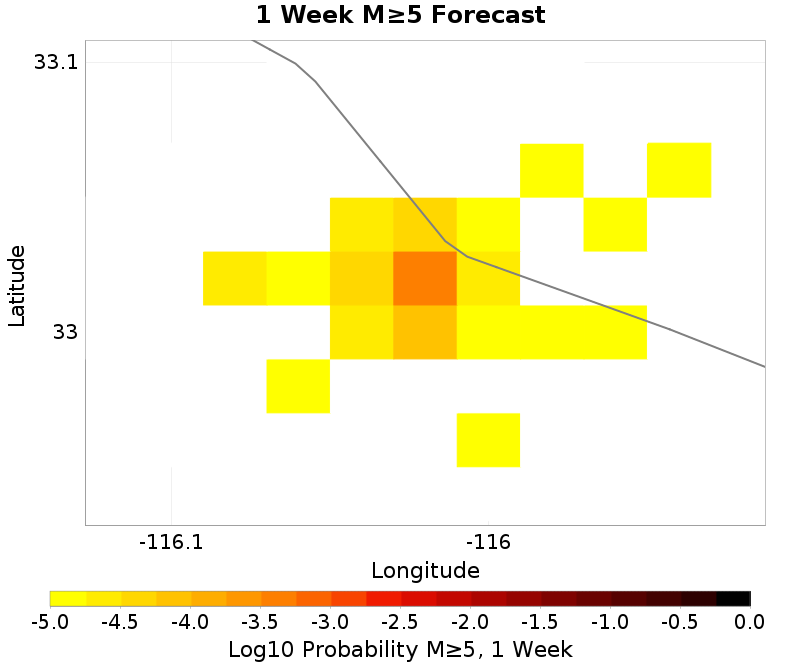 1 Week M≥5 Forecast
33.1
33
Latitude
-116.1 -116
Longitude
-5.0 -4.5 -4.0 -3.5 -3.0 -2.5 -2.0 -1.5 -1.0 -0.5 0.0
Log10 Probability M≥5, 1 Week